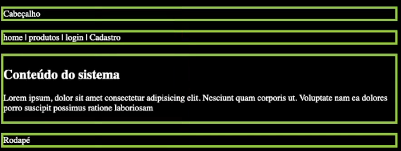 Cabeçalho
home | produtos | login | Cadastro
Conteúdo do sistema
Lorem ipsum, dolor sit amet consectetur adipisicing elit. Nesciunt quam corporis ut. Voluptate nam ea dolores
porro suscipit possimus ratione laboriosam
Rodapé